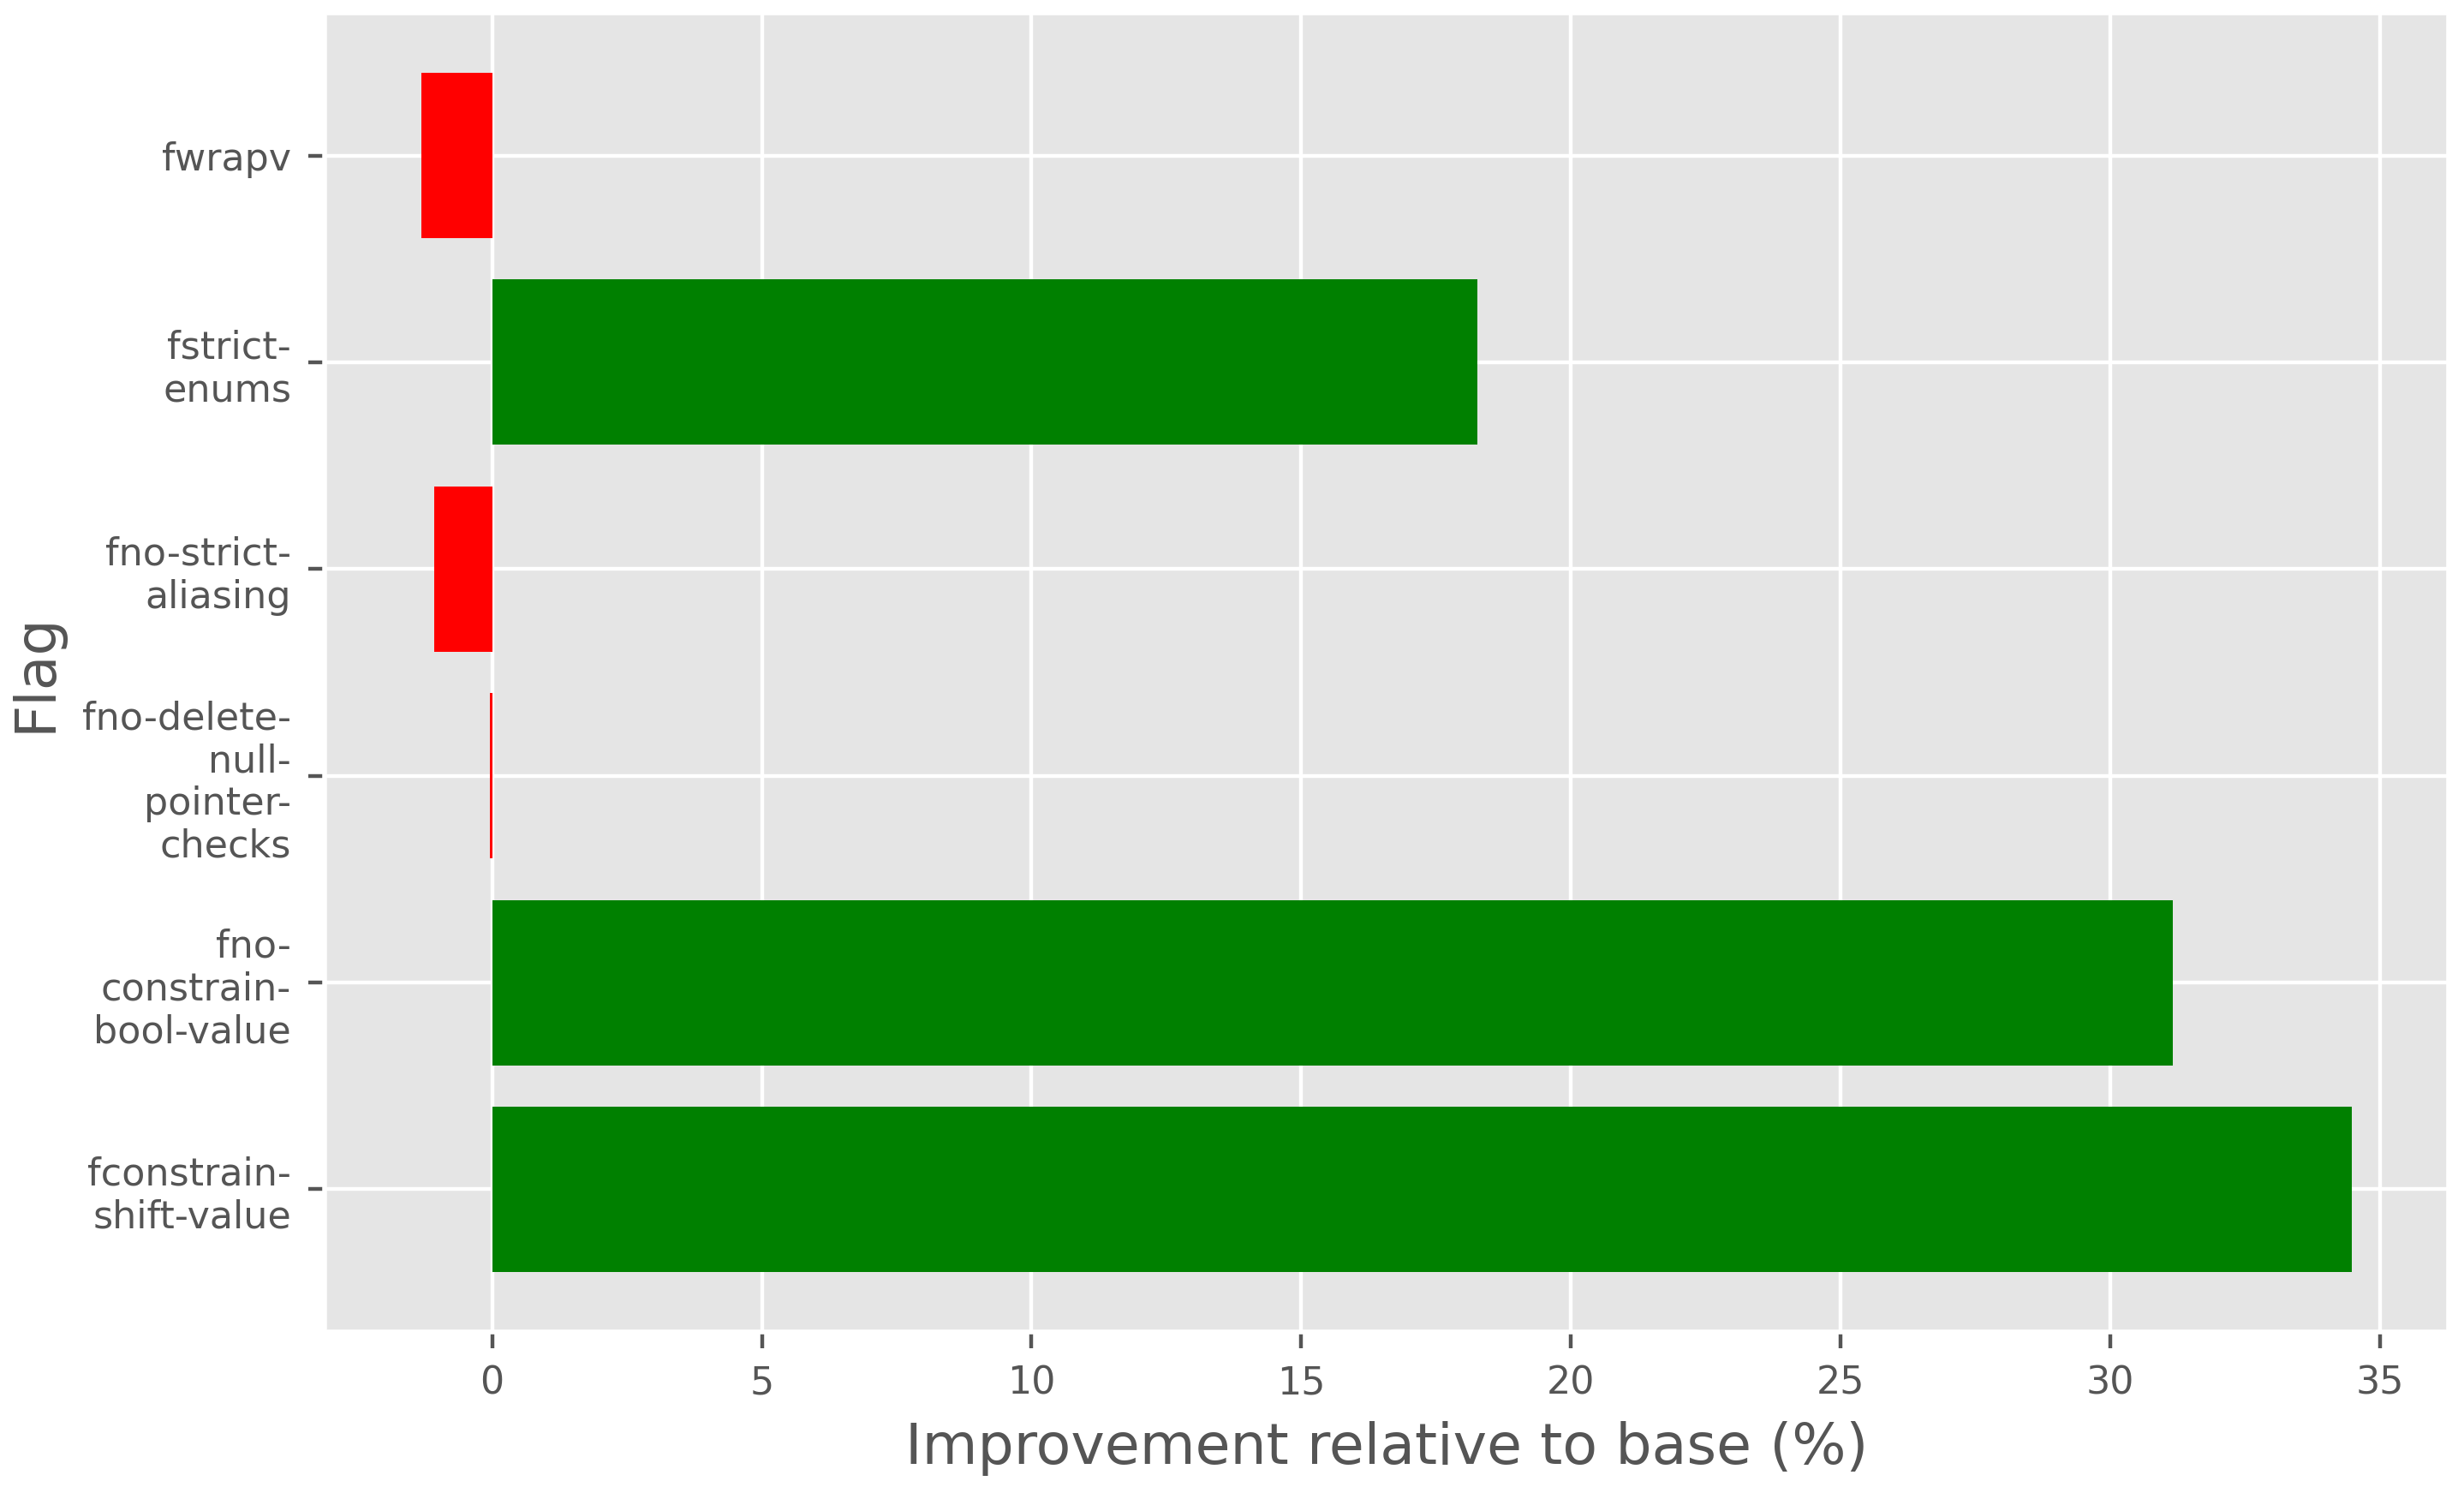 Flag
fwrapv
fstrict-
enums
fno-strict-
aliasing
fno-delete-
null-
pointer-
checks
fno-
constrain-
bool-value
fconstrain-
shift-value
0 5 10 15 20 25 30 35
Improvement relative to base (%)